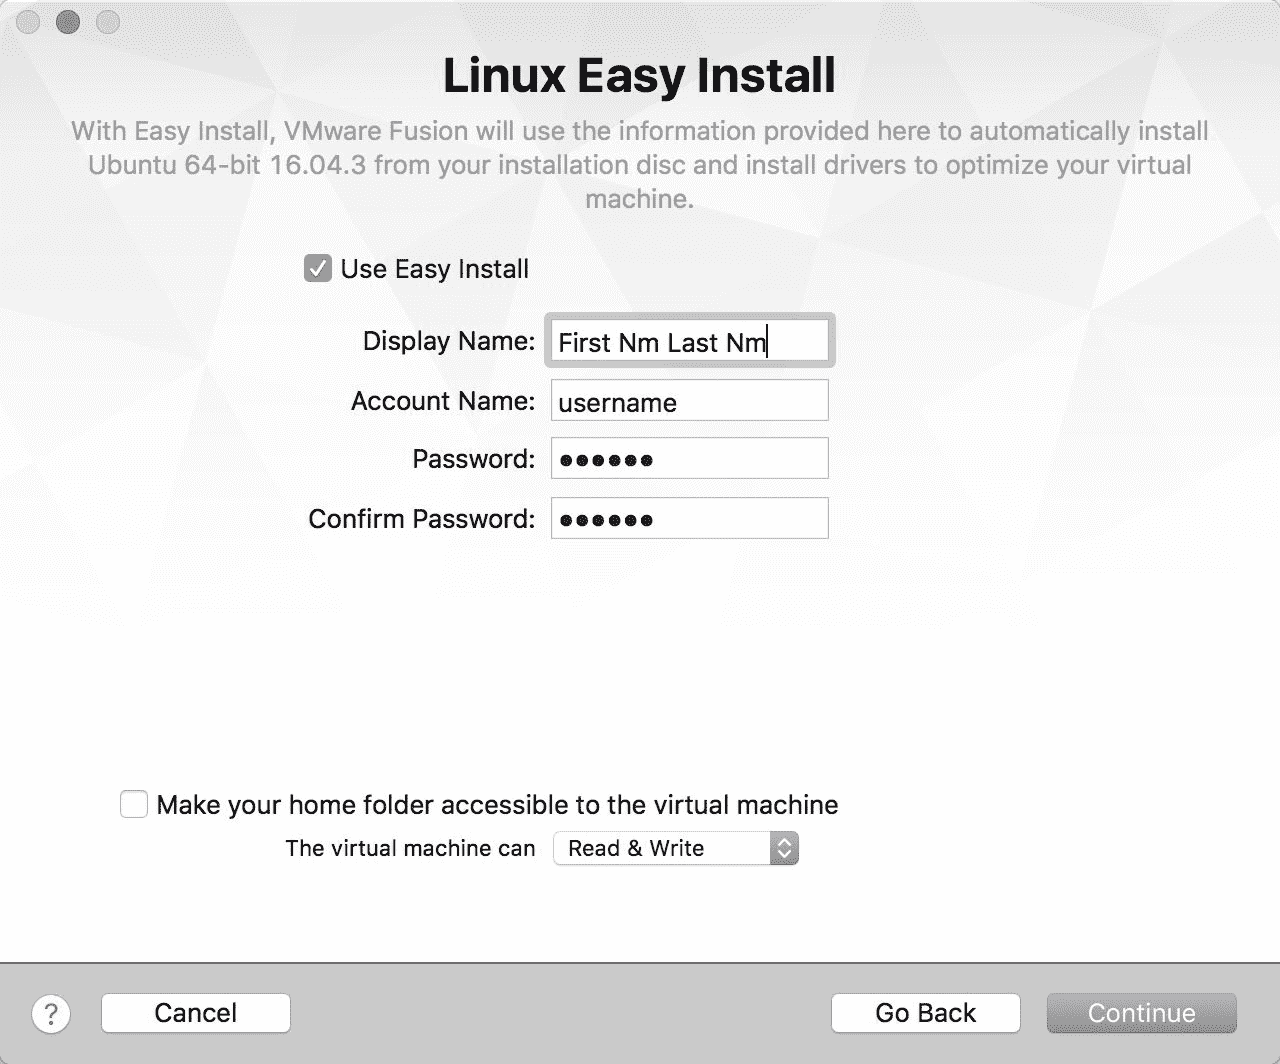 Linux Easy Install
With Easy Install, VMware Fusion will use the information provided here to automatically install
Ubuntu 64-bit 16.04.3 from your installation disc and install drivers to optimize your virtual
machine.
Use Easy Install
Display Name: First Nm Last Nm
Account Name: username
Password: ●●●●●●
Confirm Password: ●●●●●●
Make your home folder accessible to the virtual machine
The virtual machine can Read & Write
? Cancel Go Back Continue